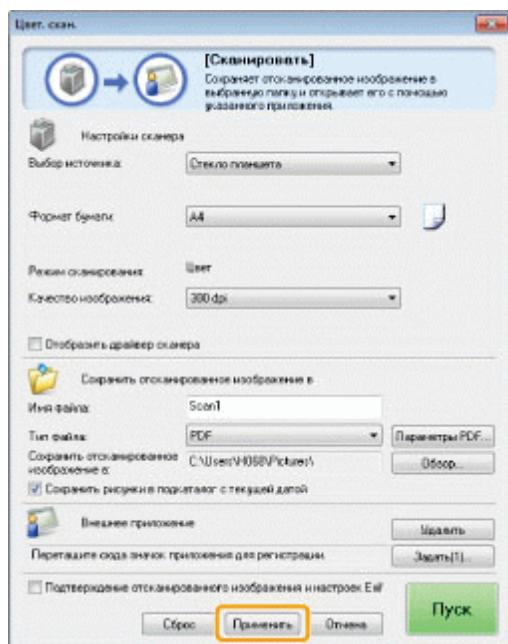 Цвет. скан.
[Сканировать]
Сохраняет отсканированное изображение в
выбранную папку и открывает его с помощью
указанного приложения.
Настройки сканера
Выбор источника: Стекло планшета
Формат бумаги: A4
Режим сканирования: Цвет
Качество изображения: 300 dpi
Отобразить драйвер сканера
Сохранить отсканированное изображение в
Имя файла: Scan1
Тип файла: PDF Параметры PDF...
Сохранить отсканированное
изображение в: C:\Users\H068\Pictures\ Обзор...
Сохранить рисунки в подкаталог с текущей датой
Внешнее приложение Удалить
Перетащите сюда значок приложения для регистрации. Задать(1)...
Подтверждение отсканированного изображения и настроек Exif
Сброс Применить Отмена Пуск